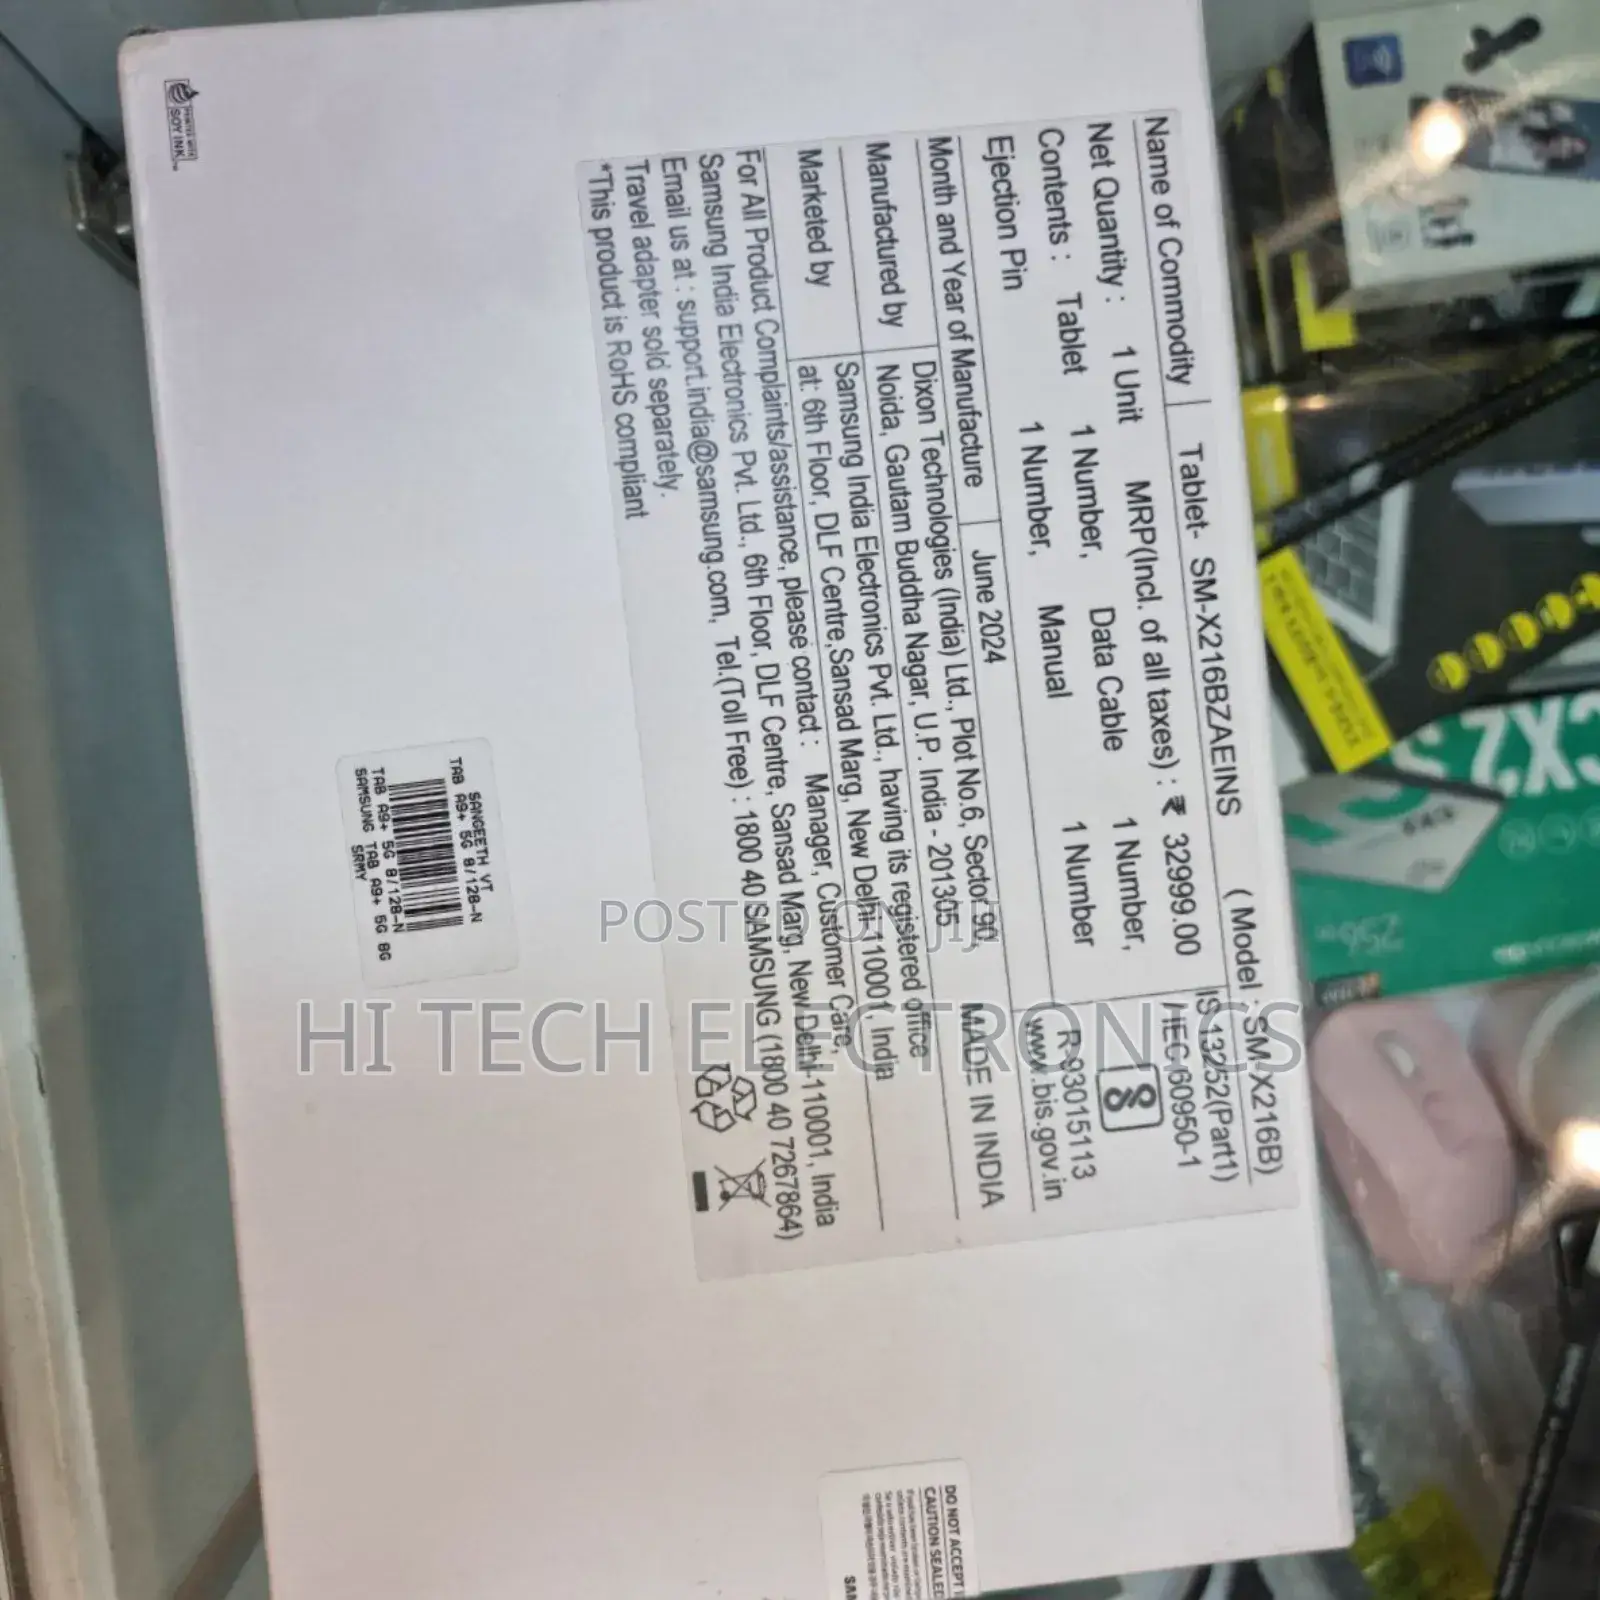 Name of Commodity Tablet- SM-X216BZAEINS ( Model : SM-X216B)
Net Quantity : 1 Unit MRP(Incl. of all taxes) : ₹ 32999.00
IS 13252(Part1)
/IEC 60950-1
Contents : Tablet 1 Number, Data Cable 1 Number,
Ejection Pin 1 Number, Manual 1 Number
R-93015113
www.bis.gov.in
Month and Year of Manufacture June 2024 MADE IN INDIA
Manufactured by Dixon Technologies (India) Ltd., Plot No.6, Sector 90,
Noida, Gautam Buddha Nagar, U.P. India - 201305
Marketed by Samsung India Electronics Pvt. Ltd., having its registered office
at: 6th Floor, DLF Centre,Sansad Marg, New Delhi-110001, India
For All Product Complaints/assistance, please contact : Manager, Customer Care,
Samsung India Electronics Pvt. Ltd., 6th Floor, DLF Centre, Sansad Marg, New Delhi-110001, India
Email us at : support.india@samsung.com, Tel.(Toll Free) : 1800 40 SAMSUNG (1800 40 7267864)
Travel adapter sold separately.
*This product is RoHS compliant
PRINTED WITH
SOY INK
SANGEETH VT
TAB A9+ 5G 8/128-N
TAB A9+ 5G 8/128-N
SAMSUNG TAB A9+ 5G 8G
SRMY
DO NOT ACCEPT
CAUTION SEALED
SAM
POSTED ON JIJI
HI TECH ELECTRONICS